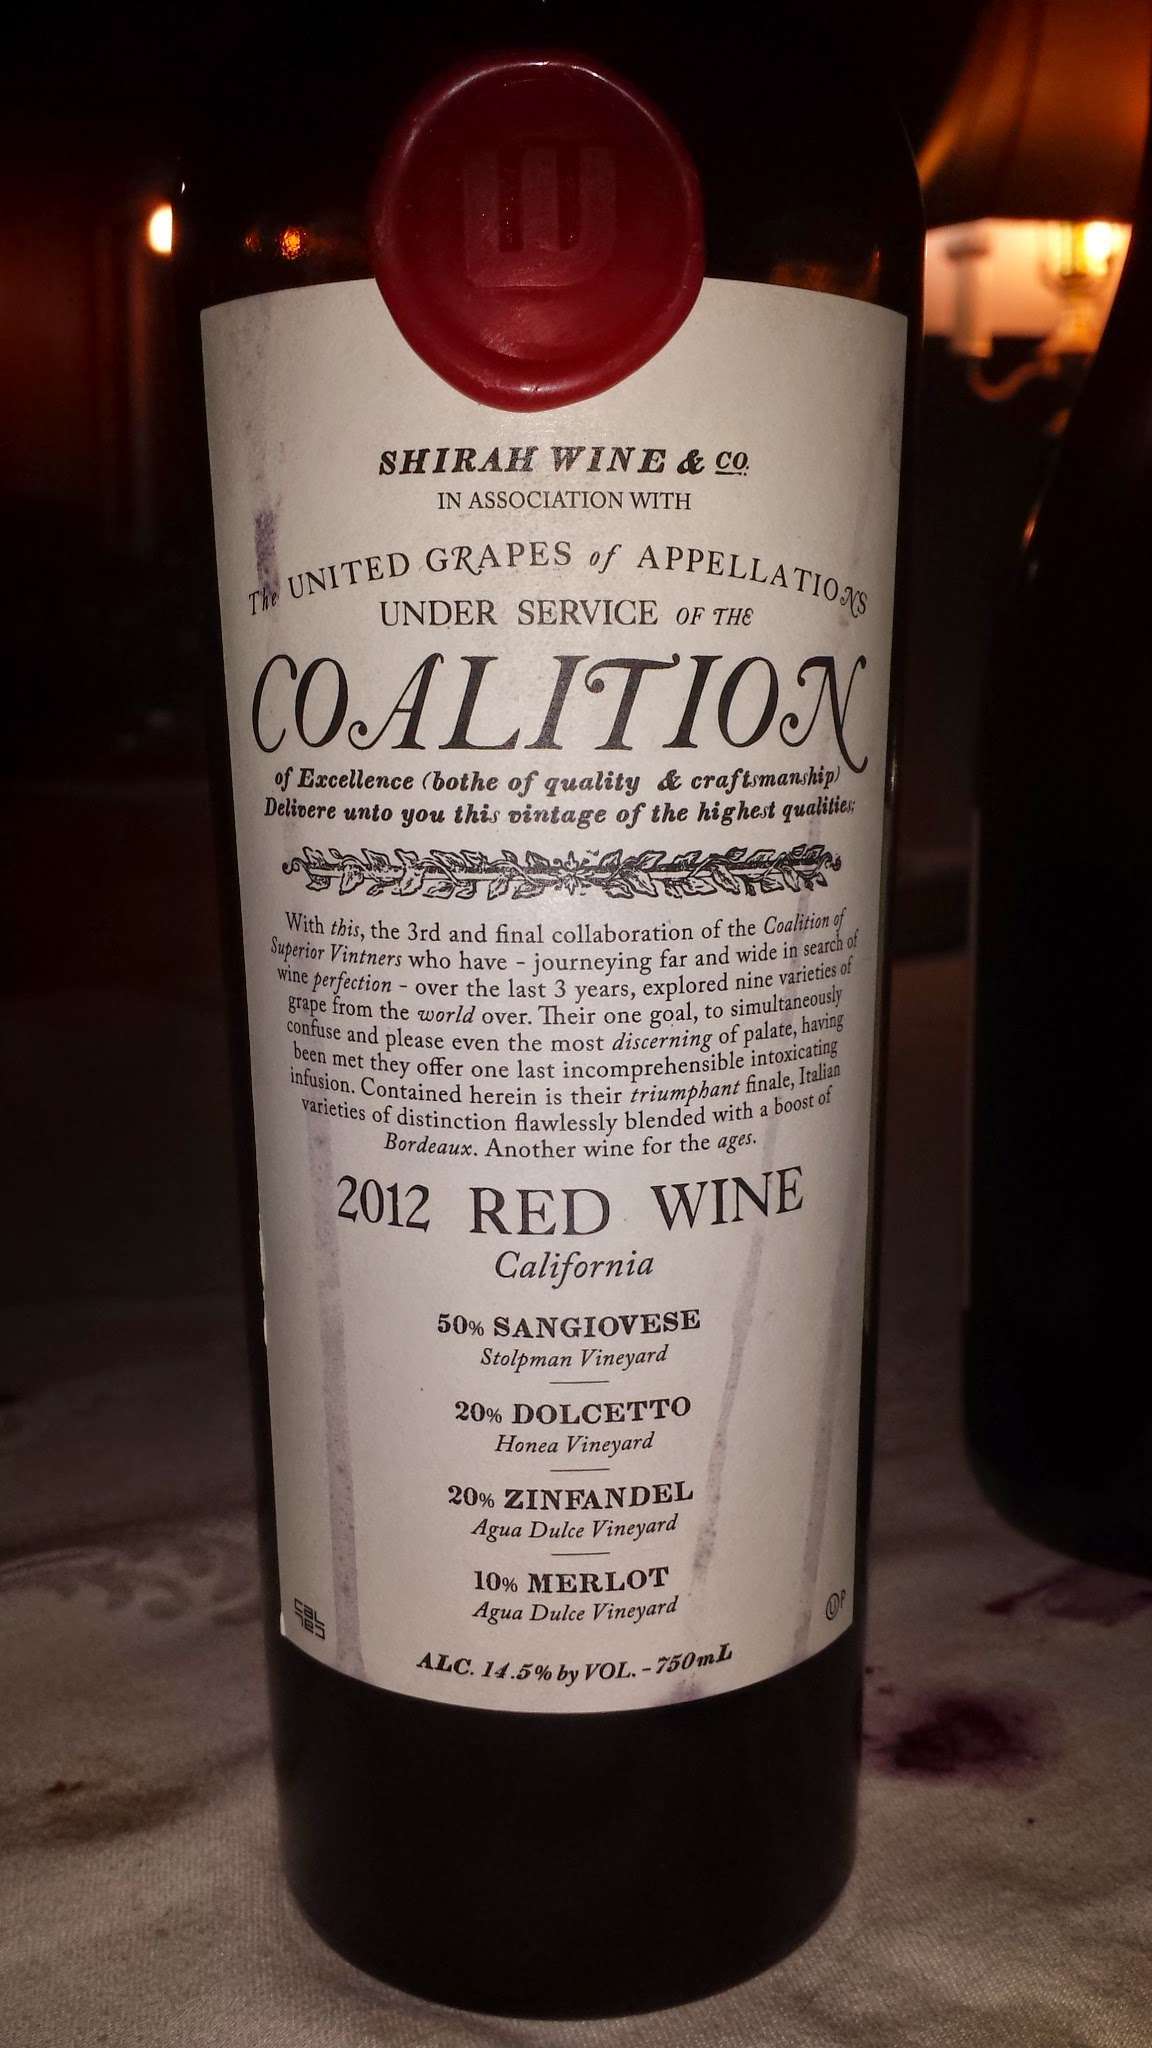 SHIRAH WINE & CO.
IN ASSOCIATION WITH
The UNITED GRAPES of APPELLATIONS
UNDER SERVICE OF THE
COALITION
of Excellence (bothe of quality & craftsmanship)
Delivere unto you this vintage of the highest qualities:
With this, the 3rd and final collaboration of the Coalition of
Superior Vintners who have - journeying far and wide in search of
wine perfection - over the last 3 years, explored nine varieties of
grape from the world over. Their one goal, to simultaneously
confuse and please even the most discerning of palate, having
been met they offer one last incomprehensible intoxicating
infusion. Contained herein is their triumphant finale, Italian
varieties of distinction flawlessly blended with a boost of
Bordeaux. Another wine for the ages.
2012 RED WINE
California
50% SANGIOVESE
Stolpman Vineyard
20% DOLCETTO
Honea Vineyard
20% ZINFANDEL
Agua Dulce Vineyard
10% MERLOT
Agua Dulce Vineyard
ALC. 14.5% by VOL. - 750mL
U P